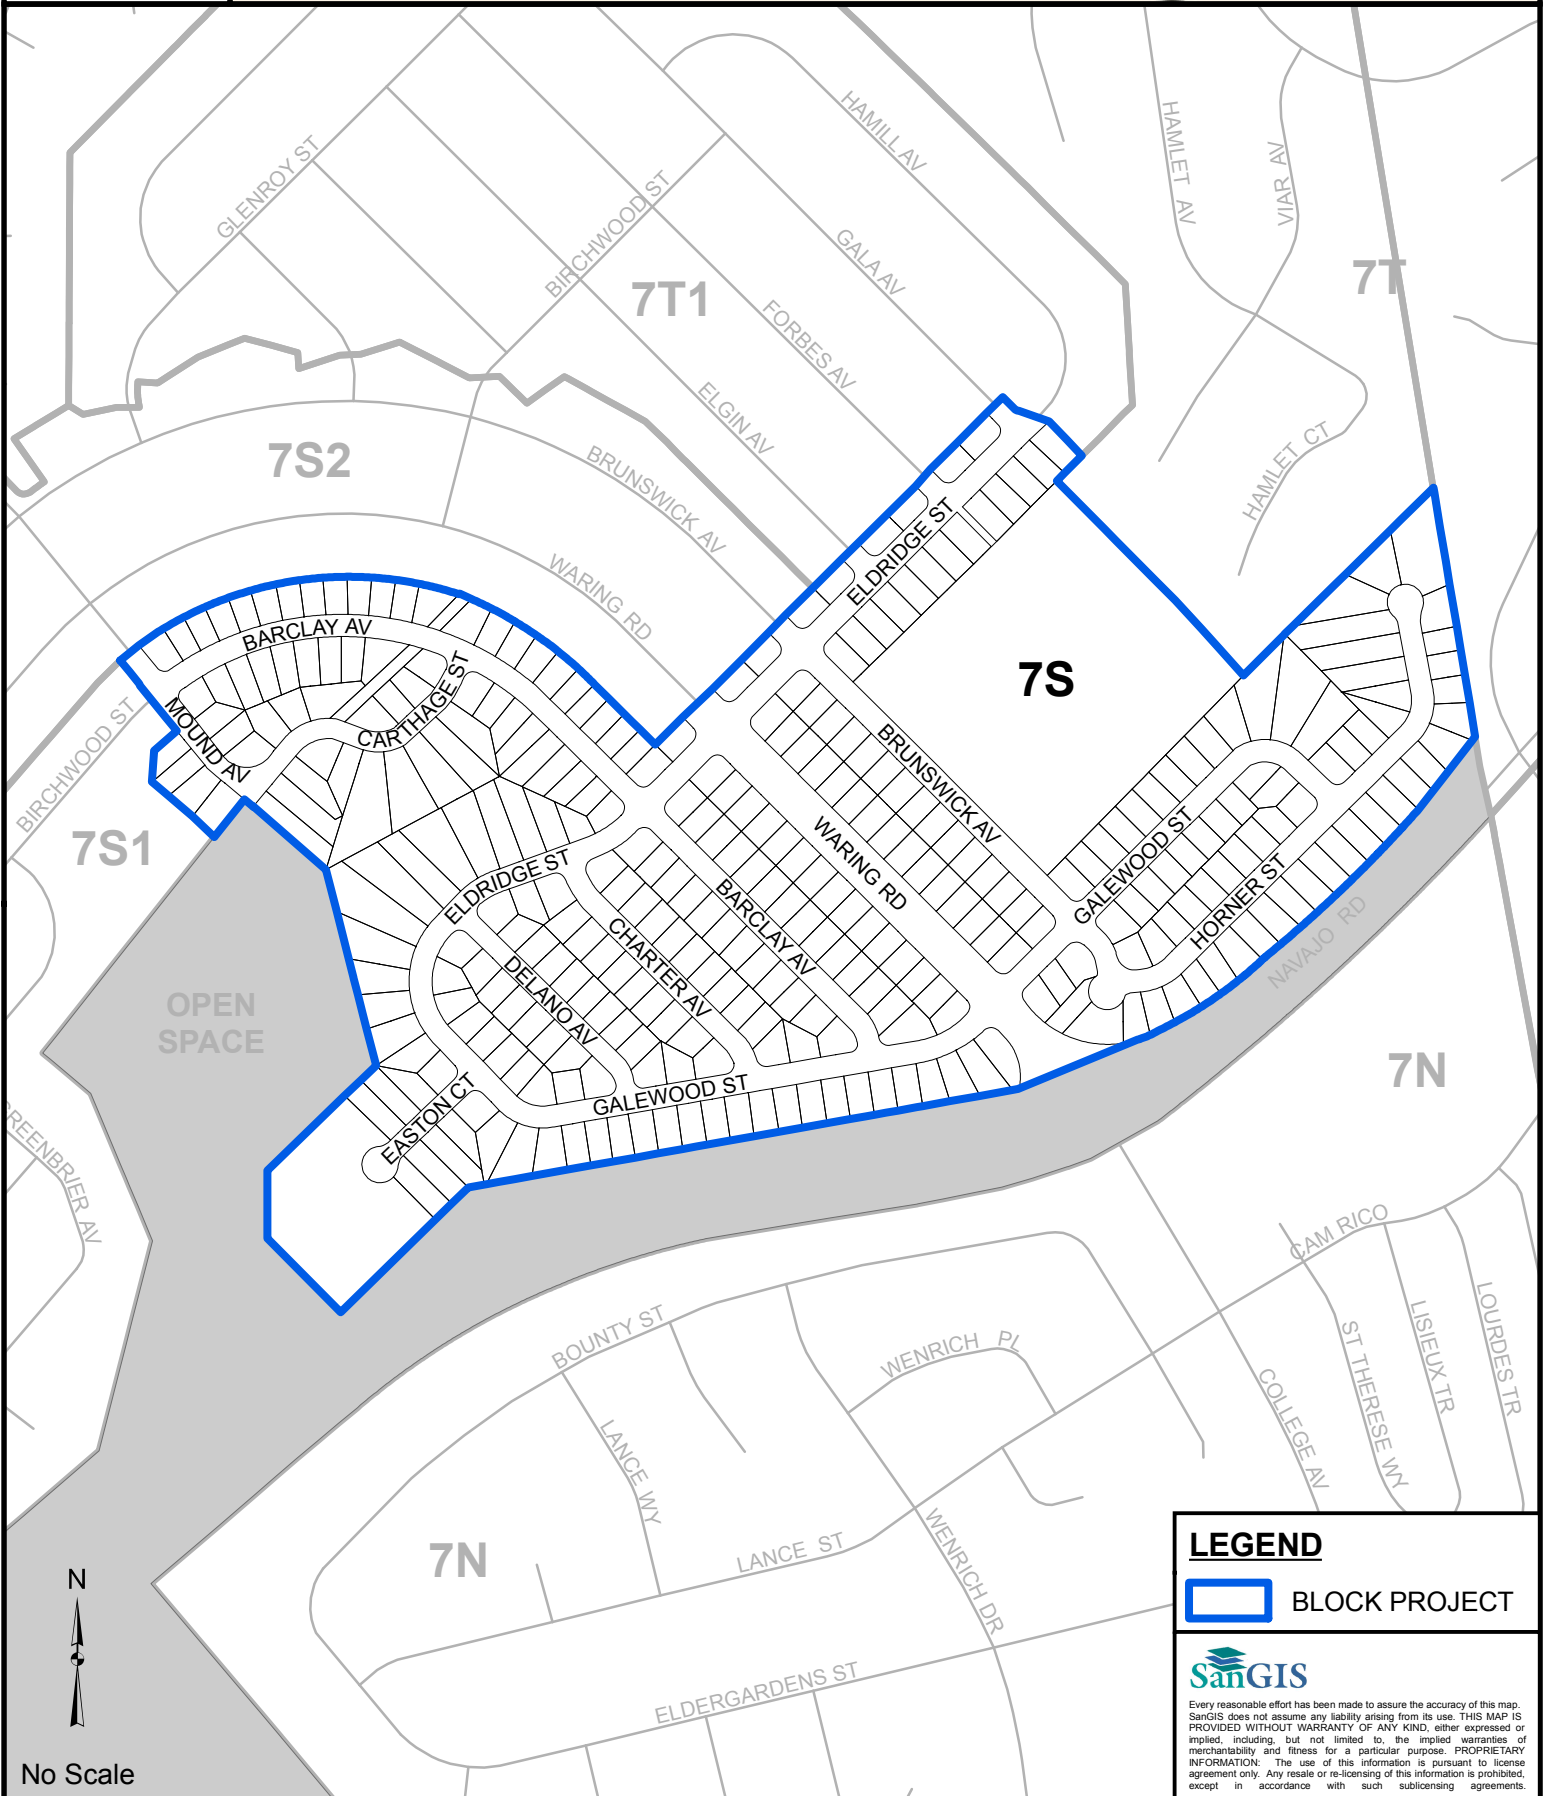 HAMILL AV
HAMLET AV
VIAR AV
GLENROY ST
BIRCHWOOD ST
GALA AV
7T1
7T
FORBES AV
ELGIN AV
7S2
BRUNSWICK AV
HAMLET CT
WARING RD
ELDRIDGE ST
BARCLAY AV
CARTHAGE ST
7S
MOUND AV
BIRCHWOOD ST
BRUNSWICK AV
7S1
WARING RD
GALEWOOD ST
ELDRIDGE ST
BARCLAY AV
HORNER ST
CHARTER AV
DELANO AV
NAVAJO RD
OPEN
SPACE
7N
GALEWOOD ST
EASTON CT
REENBRIER AV
CAM RICO
BOUNTY ST
WENRICH PL
LISIEUX TR
LOURDES TR
ST THERESE WY
COLLEGE AV
LANCE WY
7N
LANCE ST
WENRICH DR
ELDERGARDENS ST
N
No Scale
LEGEND
BLOCK PROJECT
SanGIS
Every reasonable effort has been made to assure the accuracy of this map.
SanGIS does not assume any liability arising from its use. THIS MAP IS
PROVIDED WITHOUT WARRANTY OF ANY KIND, either expressed or
implied, including, but not limited to, the implied warranties of
merchantability and fitness for a particular purpose. PROPRIETARY
INFORMATION: The use of this information is pursuant to license
agreement only. Any resale or re-licensing of this information is prohibited,
except in accordance with such sublicensing agreements.